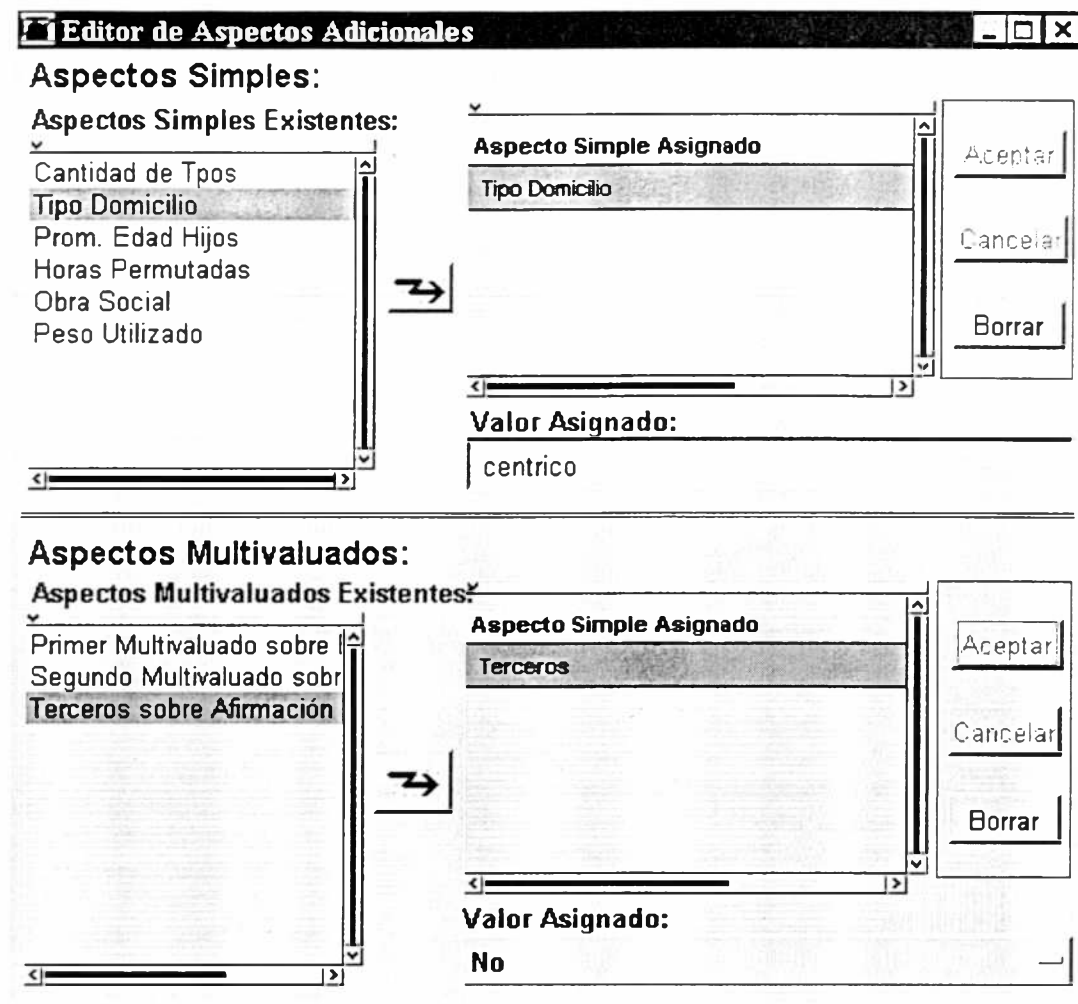 Editor de Aspectos Adicionales
Aspectos Simples:
Aspectos Simples Existentes:
Cantidad de Tpos
Tipo Domicilio
Prom. Edad Hijos
Horas Permutadas
Obra Social
Peso Utilizado
Aspecto Simple Asignado
Tipo Domicilio
Aceptar
Cancelar
Borrar
Valor Asignado:
centrico
Aspectos Multivaluados:
Aspectos Multivaluados Existentes:
Primer Multivaluado sobre
Segundo Multivaluado sobr
Terceros sobre Afirmación
Aspecto Simple Asignado
Terceros
Aceptar
Cancelar
Borrar
Valor Asignado:
No